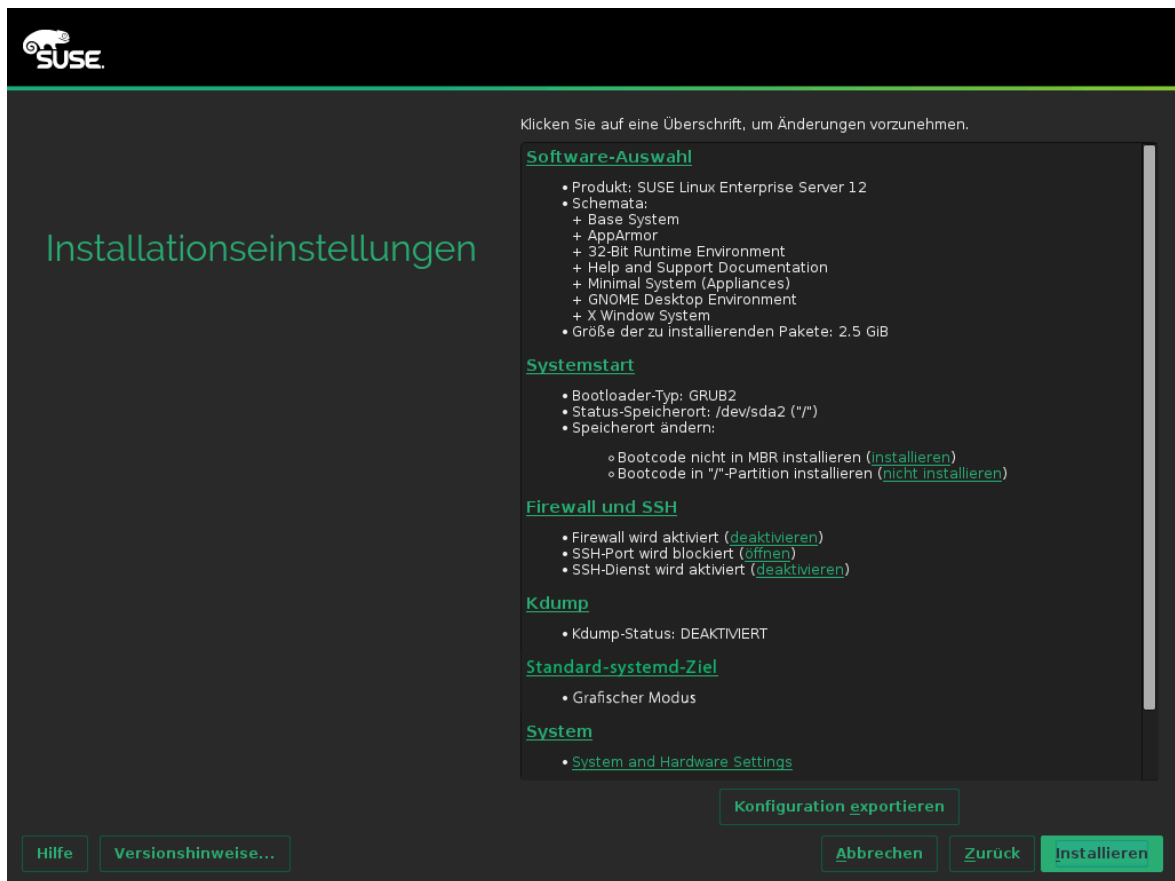 SUSE.
Klicken Sie auf eine Überschrift, um Änderungen vorzunehmen.
Installationseinstellungen
Software-Auswahl
• Produkt: SUSE Linux Enterprise Server 12
• Schemata:
+ Base System
+ AppArmor
+ 32-Bit Runtime Environment
+ Help and Support Documentation
+ Minimal System (Appliances)
+ GNOME Desktop Environment
+ X Window System
• Größe der zu installierenden Pakete: 2.5 GiB
Systemstart
• Bootloader-Typ: GRUB2
• Status-Speicherort: /dev/sda2 ("/")
• Speicherort ändern:
◦ Bootcode nicht in MBR installieren (installieren)
◦ Bootcode in "/"-Partition installieren (nicht installieren)
Firewall und SSH
• Firewall wird aktiviert (deaktivieren)
• SSH-Port wird blockiert (öffnen)
• SSH-Dienst wird aktiviert (deaktivieren)
Kdump
• Kdump-Status: DEAKTIVIERT
Standard-systemd-Ziel
• Grafischer Modus
System
• System and Hardware Settings
Konfiguration exportieren
Hilfe
Versionshinweise...
Abbrechen
Zurück
Installieren